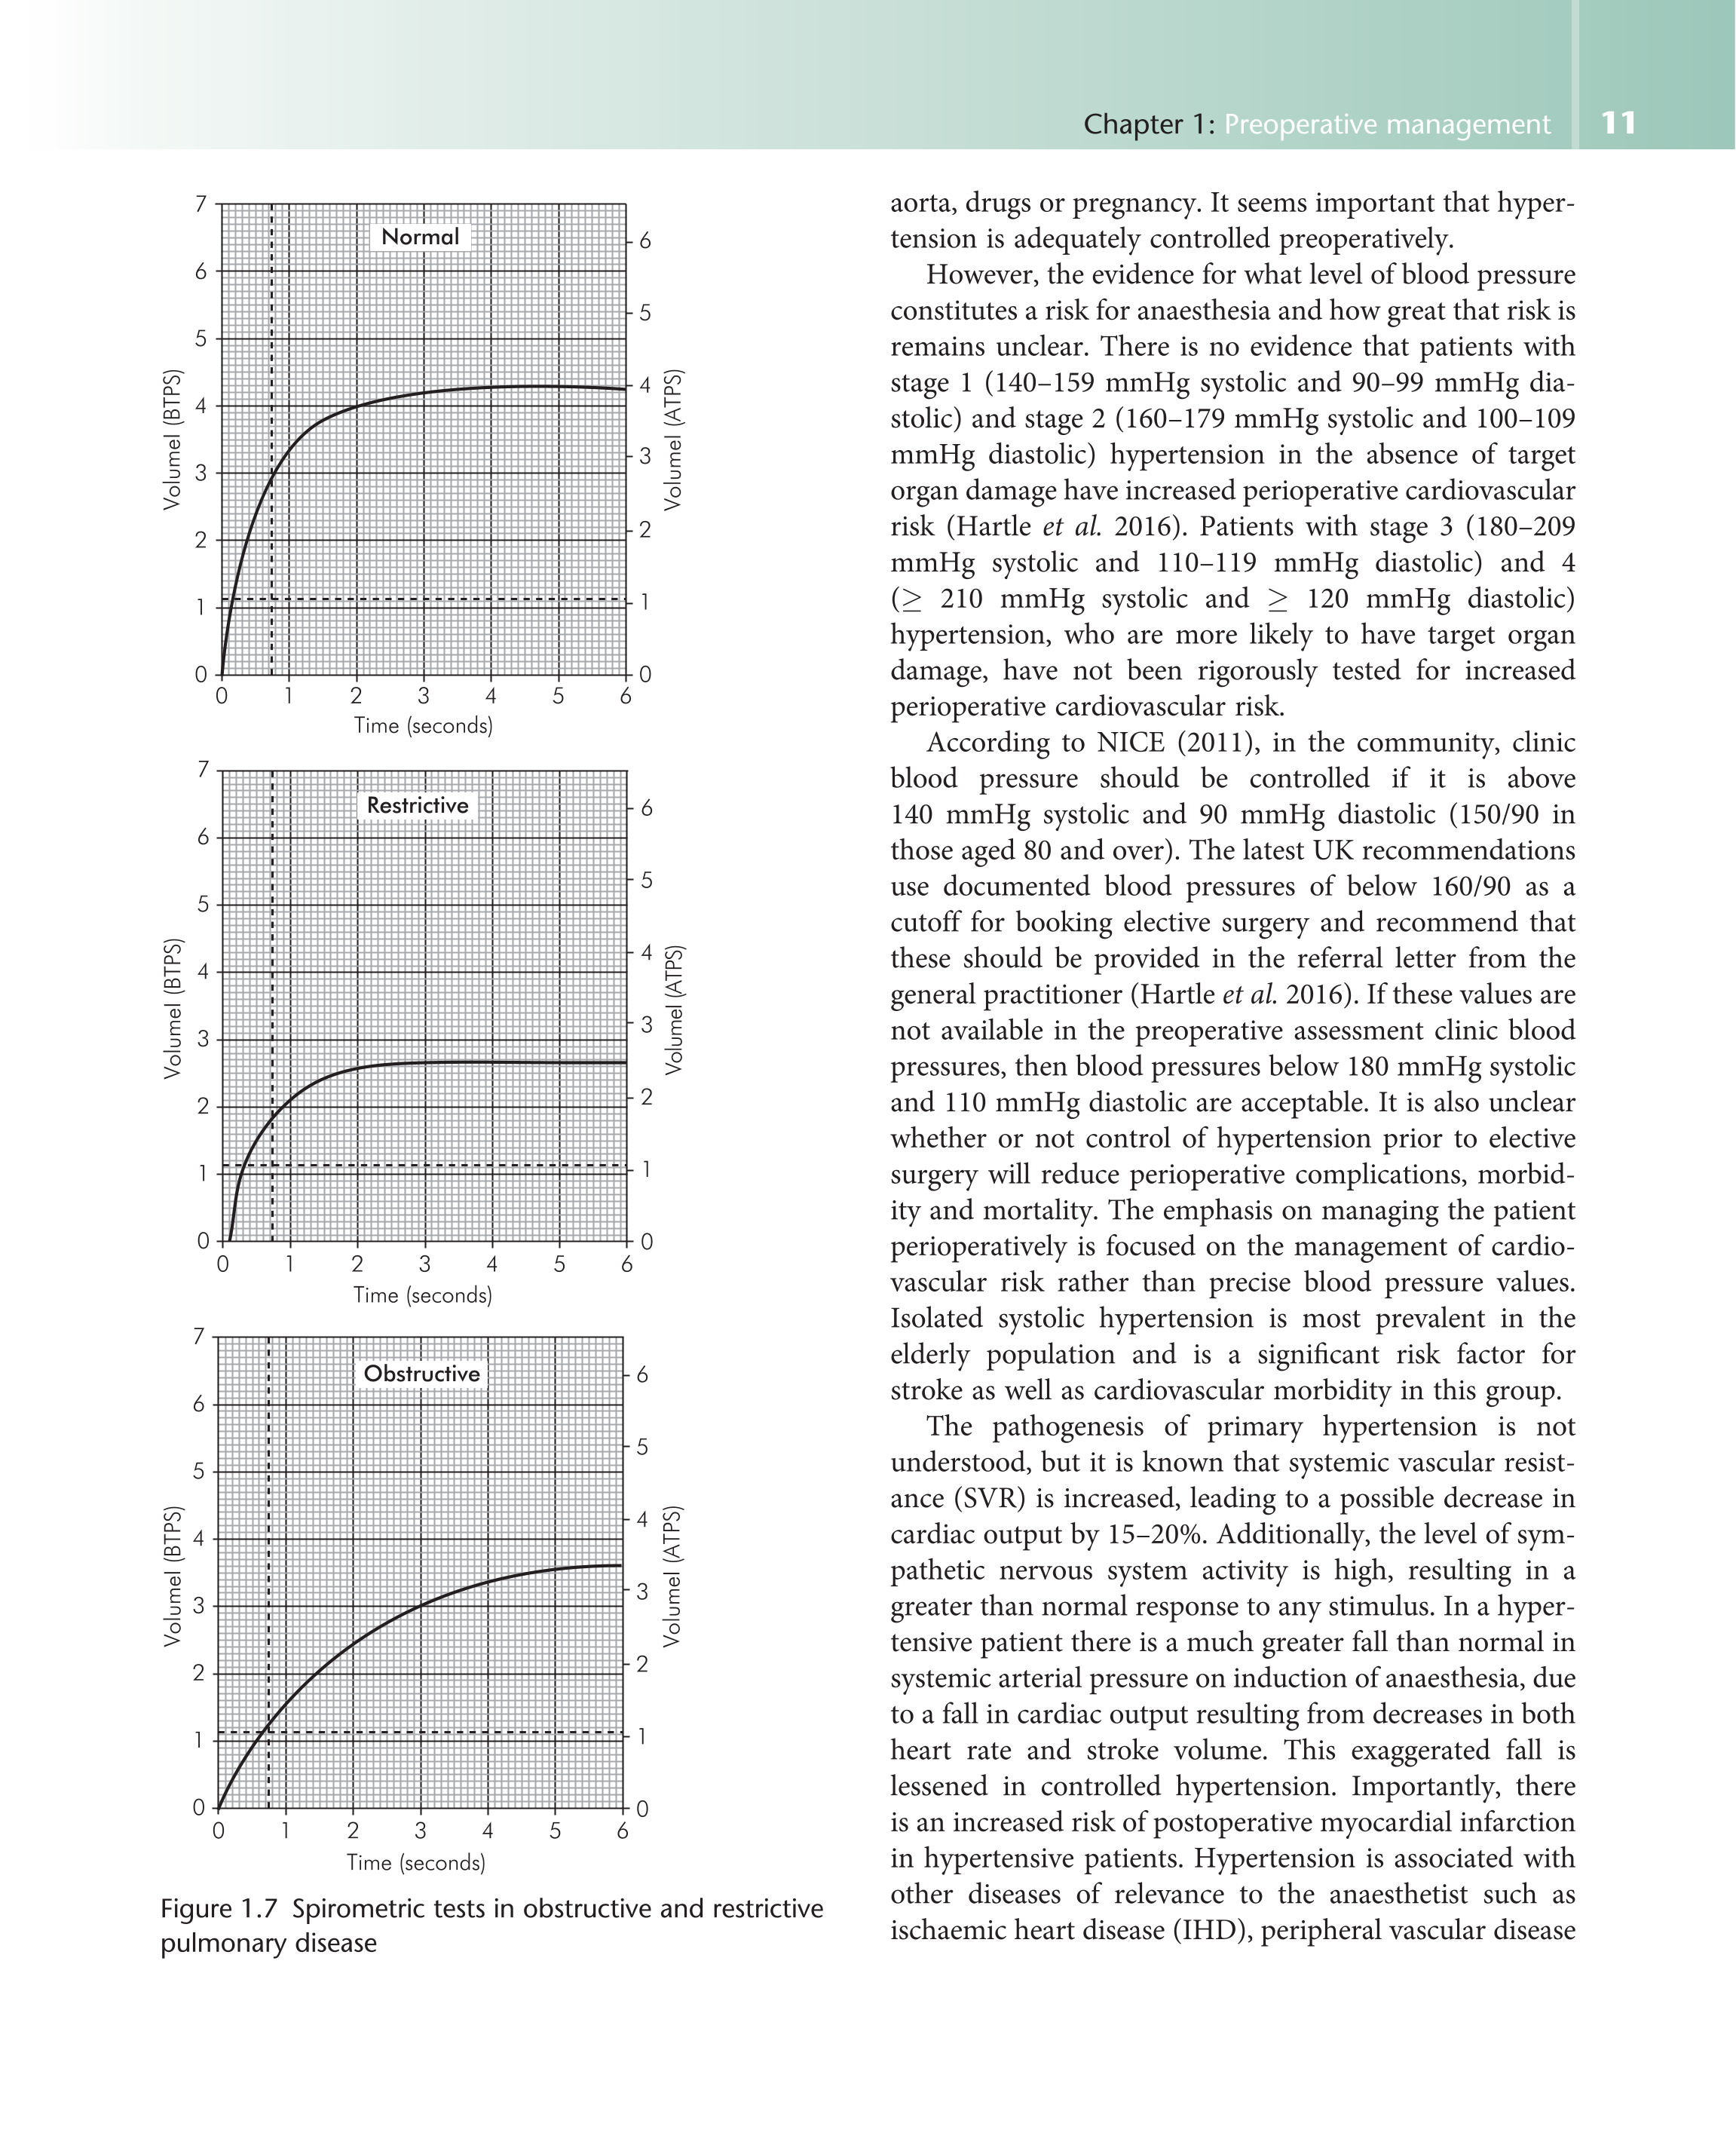 Chapter 1: Preoperative management 11
7
6
5
4
3
2
1
0
Normal
6
5
4
3
2
1
0
Volumel (BTPS)
Volumel (ATPS)
0 1 2 3 4 5 6
Time (seconds)
7
6
5
4
3
2
1
0
Restrictive
6
5
4
3
2
1
0
Volumel (BTPS)
Volumel (ATPS)
0 1 2 3 4 5 6
Time (seconds)
7
6
5
4
3
2
1
0
Obstructive
6
5
4
3
2
1
0
Volumel (BTPS)
Volumel (ATPS)
0 1 2 3 4 5 6
Time (seconds)
Figure 1.7 Spirometric tests in obstructive and restrictive
pulmonary disease
aorta, drugs or pregnancy. It seems important that hyper-
tension is adequately controlled preoperatively.
However, the evidence for what level of blood pressure
constitutes a risk for anaesthesia and how great that risk is
remains unclear. There is no evidence that patients with
stage 1 (140–159 mmHg systolic and 90–99 mmHg dia-
stolic) and stage 2 (160–179 mmHg systolic and 100–109
mmHg diastolic) hypertension in the absence of target
organ damage have increased perioperative cardiovascular
risk (Hartle et al. 2016). Patients with stage 3 (180–209
mmHg systolic and 110–119 mmHg diastolic) and 4
(≥ 210 mmHg systolic and ≥ 120 mmHg diastolic)
hypertension, who are more likely to have target organ
damage, have not been rigorously tested for increased
perioperative cardiovascular risk.
According to NICE (2011), in the community, clinic
blood pressure should be controlled if it is above
140 mmHg systolic and 90 mmHg diastolic (150/90 in
those aged 80 and over). The latest UK recommendations
use documented blood pressures of below 160/90 as a
cutoff for booking elective surgery and recommend that
these should be provided in the referral letter from the
general practitioner (Hartle et al. 2016). If these values are
not available in the preoperative assessment clinic blood
pressures, then blood pressures below 180 mmHg systolic
and 110 mmHg diastolic are acceptable. It is also unclear
whether or not control of hypertension prior to elective
surgery will reduce perioperative complications, morbid-
ity and mortality. The emphasis on managing the patient
perioperatively is focused on the management of cardio-
vascular risk rather than precise blood pressure values.
Isolated systolic hypertension is most prevalent in the
elderly population and is a significant risk factor for
stroke as well as cardiovascular morbidity in this group.
The pathogenesis of primary hypertension is not
understood, but it is known that systemic vascular resist-
ance (SVR) is increased, leading to a possible decrease in
cardiac output by 15–20%. Additionally, the level of sym-
pathetic nervous system activity is high, resulting in a
greater than normal response to any stimulus. In a hyper-
tensive patient there is a much greater fall than normal in
systemic arterial pressure on induction of anaesthesia, due
to a fall in cardiac output resulting from decreases in both
heart rate and stroke volume. This exaggerated fall is
lessened in controlled hypertension. Importantly, there
is an increased risk of postoperative myocardial infarction
in hypertensive patients. Hypertension is associated with
other diseases of relevance to the anaesthetist such as
ischaemic heart disease (IHD), peripheral vascular disease